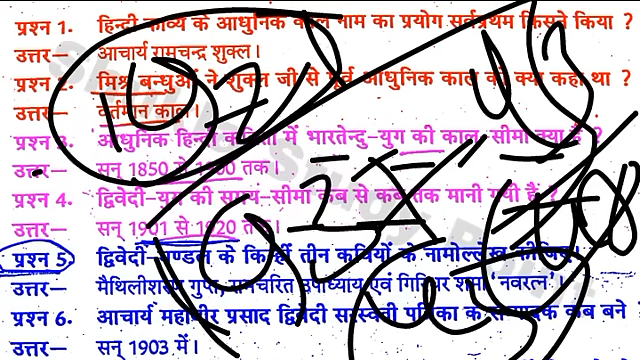 प्रश्न 1. हिन्दी काव्य के आधुनिक काल नाम का प्रयोग सर्वप्रथम किसने किया ?
उत्तर— आचार्य रामचन्द्र शुक्ल।
प्रश्न 2. मिश्र बन्धुओं ने शुक्ल जी से पूर्व आधुनिक काल को क्या कहा था ?
उत्तर— वर्तमान काल।
प्रश्न 3. आधुनिक हिन्दी कविता में भारतेन्दु-युग की काल सीमा क्या है ?
उत्तर— सन् 1850 से 1900 तक।
प्रश्न 4. द्विवेदी-युग की समय-सीमा कब से कब तक मानी गयी है ?
उत्तर— सन् 1901 से 1920 तक।
प्रश्न 5. द्विवेदी-मण्डल के किन्हीं तीन कवियों के नामोल्लेख कीजिए।
उत्तर— मैथिलीशरण गुप्त, रामचरित उपाध्याय एवं गिरिधर शर्मा 'नवरत्न'।
प्रश्न 6. आचार्य महावीर प्रसाद द्विवेदी सरस्वती पत्रिका के सम्पादक कब बने ?
उत्तर— सन् 1903 में।